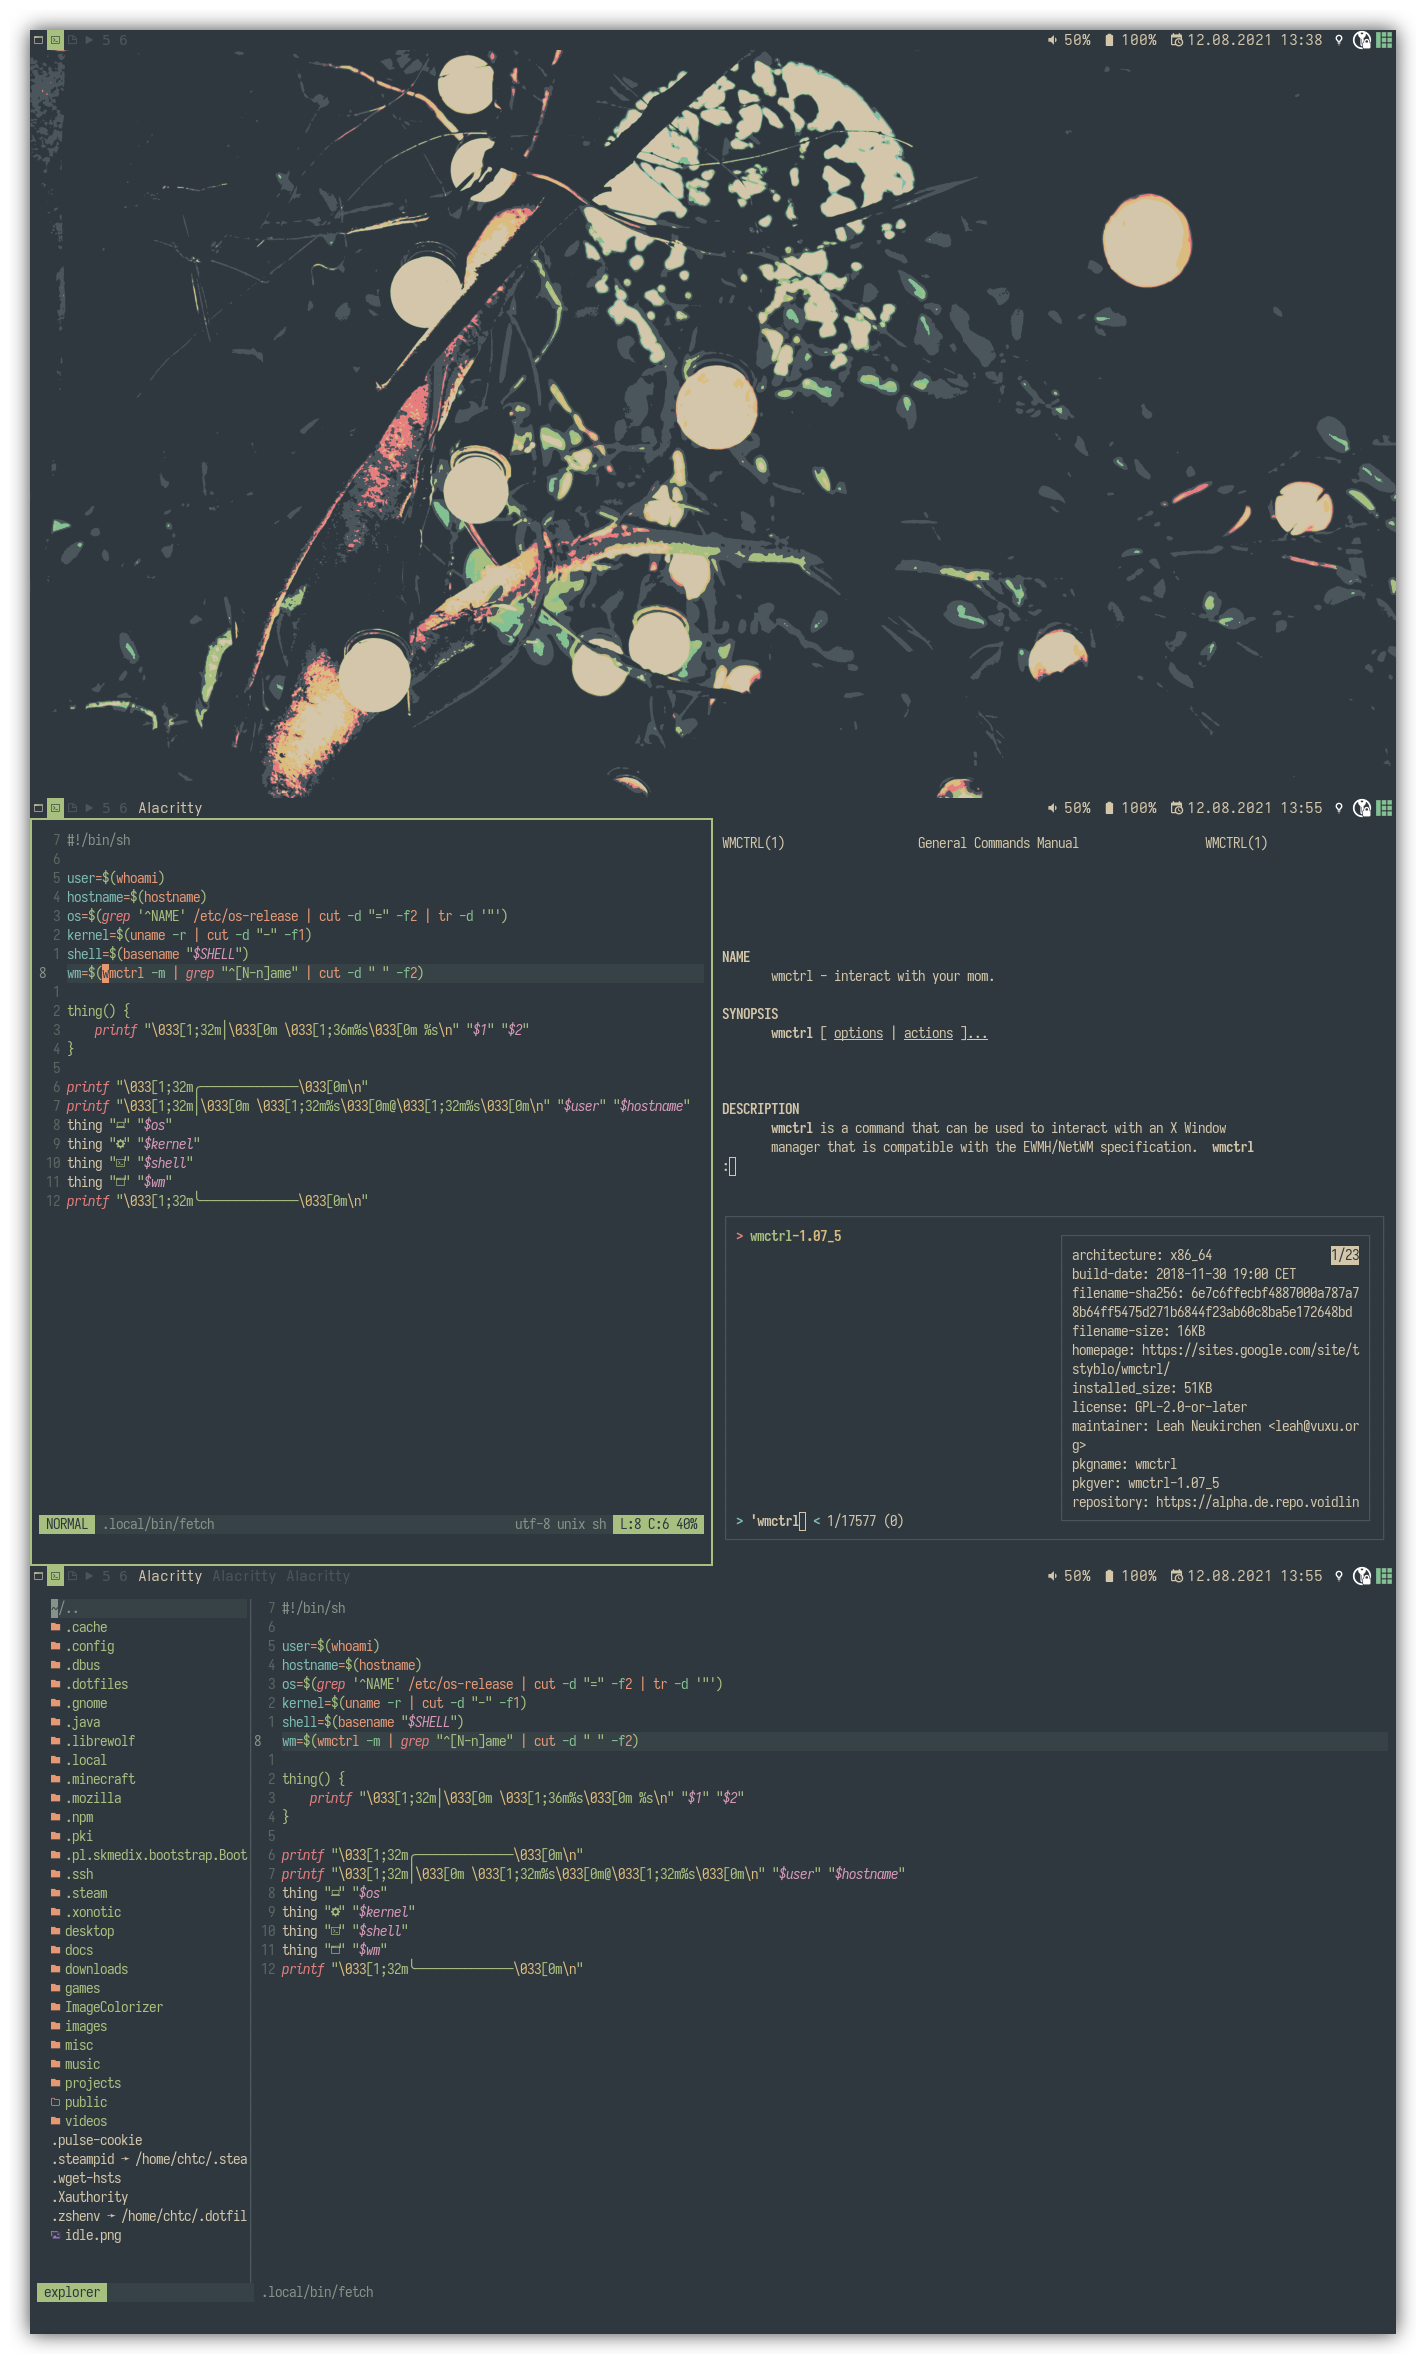 5 6
50% 100% 12.08.2021 13:38
5 6 Alacritty
50% 100% 12.08.2021 13:55
7 #!/bin/sh
6
5 user=$(whoami)
4 hostname=$(hostname)
3 os=$(grep '^NAME' /etc/os-release | cut -d "=" -f2 | tr -d '"')
2 kernel=$(uname -r | cut -d "-" -f1)
1 shell=$(basename "$SHELL")
8 wm=$(wmctrl -m | grep "^[N-n]ame" | cut -d " " -f2)
1
2 thing() {
3 printf "\033[1;32m│\033[0m \033[1;36m%s\033[0m %s\n" "$1" "$2"
4 }
5
6 printf "\033[1;32m╭──────────────\033[0m\n"
7 printf "\033[1;32m│\033[0m \033[1;32m%s\033[0m@\033[1;32m%s\033[0m\n" "$user" "$hostname"
8 thing "" "$os"
9 thing "" "$kernel"
10 thing "" "$shell"
11 thing "" "$wm"
12 printf "\033[1;32m╰──────────────\033[0m\n"
NORMAL .local/bin/fetch utf-8 unix sh L:8 C:6 40%
WMCTRL(1) General Commands Manual WMCTRL(1)
NAME
wmctrl - interact with your mom.
SYNOPSIS
wmctrl [ options | actions ]...
DESCRIPTION
wmctrl is a command that can be used to interact with an X Window
manager that is compatible with the EWMH/NetWM specification. wmctrl
:
> wmctrl-1.07_5
architecture: x86_64 1/23
build-date: 2018-11-30 19:00 CET
filename-sha256: 6e7c6ffecbf4887000a787a7
8b64ff5475d271b6844f23ab60c8ba5e172648bd
filename-size: 16KB
homepage: https://sites.google.com/site/t
styblo/wmctrl/
installed_size: 51KB
license: GPL-2.0-or-later
maintainer: Leah Neukirchen <leah@vuxu.or
g>
pkgname: wmctrl
pkgver: wmctrl-1.07_5
repository: https://alpha.de.repo.voidlin
> 'wmctrl < 1/17577 (0)
5 6 Alacritty Alacritty Alacritty
50% 100% 12.08.2021 13:55
~/..
.cache
.config
.dbus
.dotfiles
.gnome
.java
.librewolf
.local
.minecraft
.mozilla
.npm
.pki
.pl.skmedix.bootstrap.Boot
.ssh
.steam
.xonotic
desktop
docs
downloads
games
ImageColorizer
images
misc
music
projects
public
videos
.pulse-cookie
.steampid → /home/chtc/.stea
.wget-hsts
.Xauthority
.zshenv → /home/chtc/.dotfil
idle.png
explorer
7 #!/bin/sh
6
5 user=$(whoami)
4 hostname=$(hostname)
3 os=$(grep '^NAME' /etc/os-release | cut -d "=" -f2 | tr -d '"')
2 kernel=$(uname -r | cut -d "-" -f1)
1 shell=$(basename "$SHELL")
8 wm=$(wmctrl -m | grep "^[N-n]ame" | cut -d " " -f2)
1
2 thing() {
3 printf "\033[1;32m│\033[0m \033[1;36m%s\033[0m %s\n" "$1" "$2"
4 }
5
6 printf "\033[1;32m╭──────────────\033[0m\n"
7 printf "\033[1;32m│\033[0m \033[1;32m%s\033[0m@\033[1;32m%s\033[0m\n" "$user" "$hostname"
8 thing "" "$os"
9 thing "" "$kernel"
10 thing "" "$shell"
11 thing "" "$wm"
12 printf "\033[1;32m╰──────────────\033[0m\n"
.local/bin/fetch